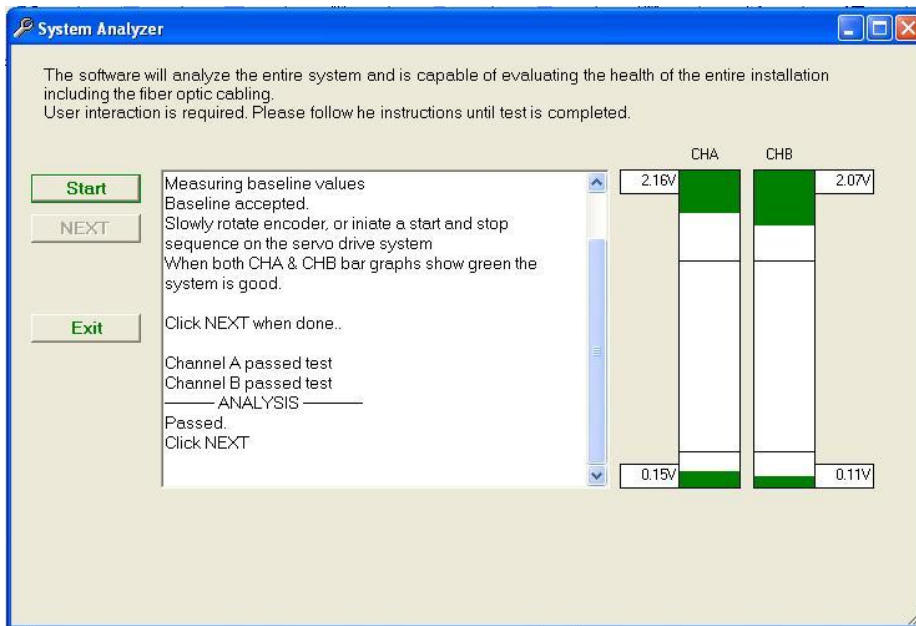 System Analyzer
The software will analyze the entire system and is capable of evaluating the health of the entire installation
including the fiber optic cabling.
User interaction is required. Please follow he instructions until test is completed.
CHA CHB
Start
NEXT
Exit
Measuring baseline values
Baseline accepted.
Slowly rotate encoder, or iniate a start and stop
sequence on the servo drive system
When both CHA & CHB bar graphs show green the
system is good.
Click NEXT when done..
Channel A passed test
Channel B passed test
——— ANALYSIS ———
Passed.
Click NEXT
2.16V 2.07V
0.15V 0.11V